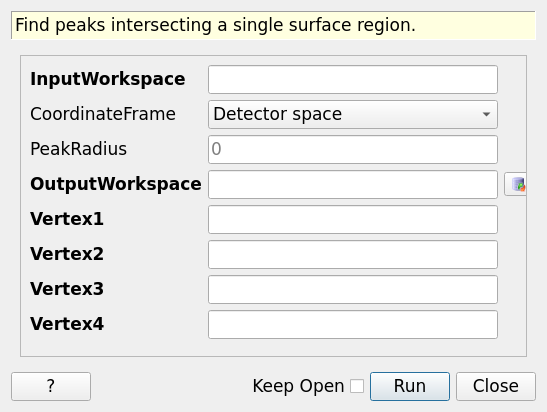 Find peaks intersecting a single surface region.
InputWorkspace
CoordinateFrame Detector space
PeakRadius 0
OutputWorkspace
Vertex1
Vertex2
Vertex3
Vertex4
? Keep Open Run Close